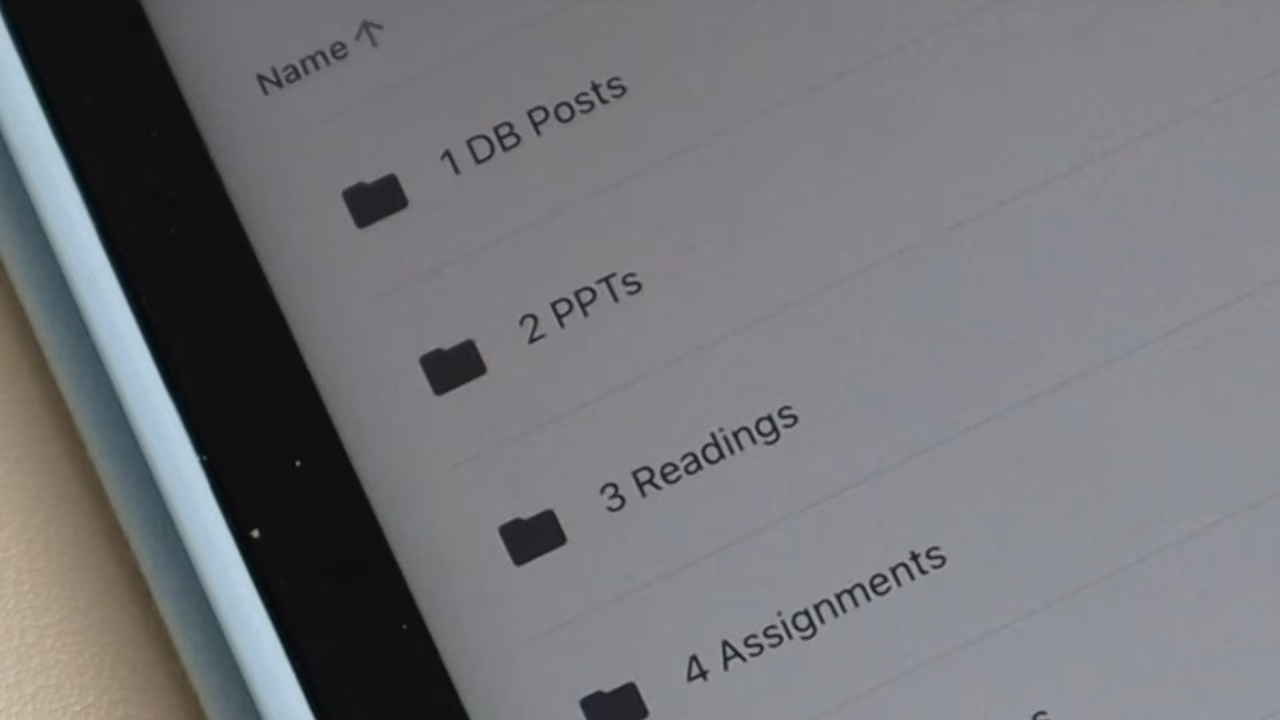 Name ↑
1 DB Posts
2 PPTs
3 Readings
4 Assignments